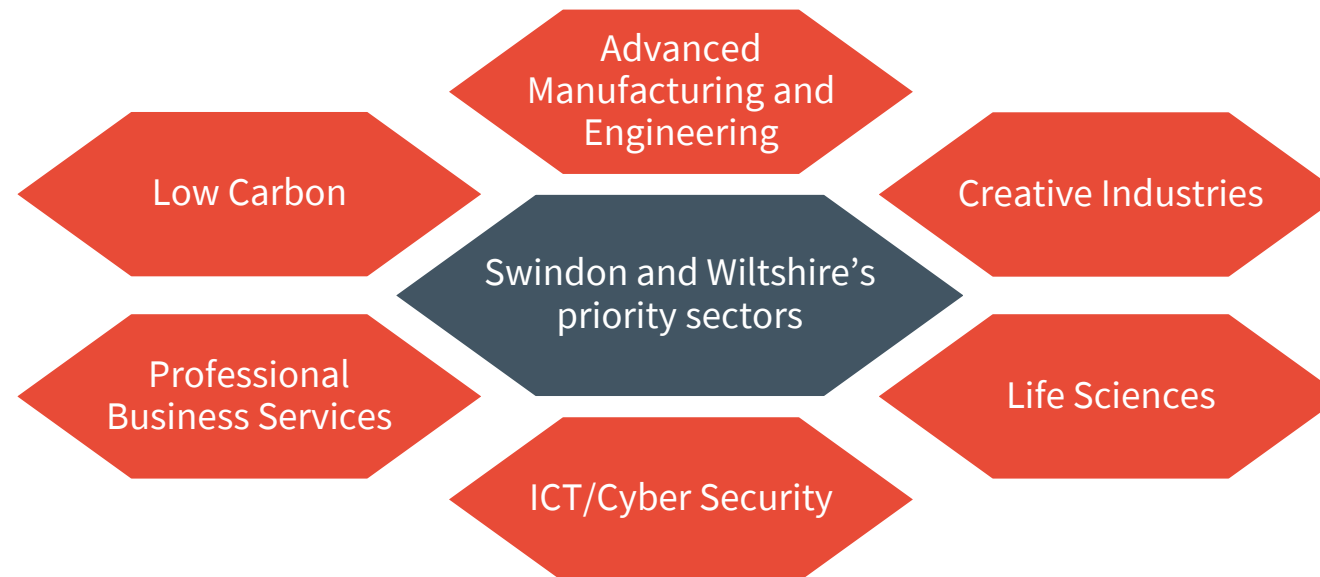 Advanced
Manufacturing and
Engineering
Low Carbon
Creative Industries
Swindon and Wiltshire’s
priority sectors
Professional
Business Services
Life Sciences
ICT/Cyber Security